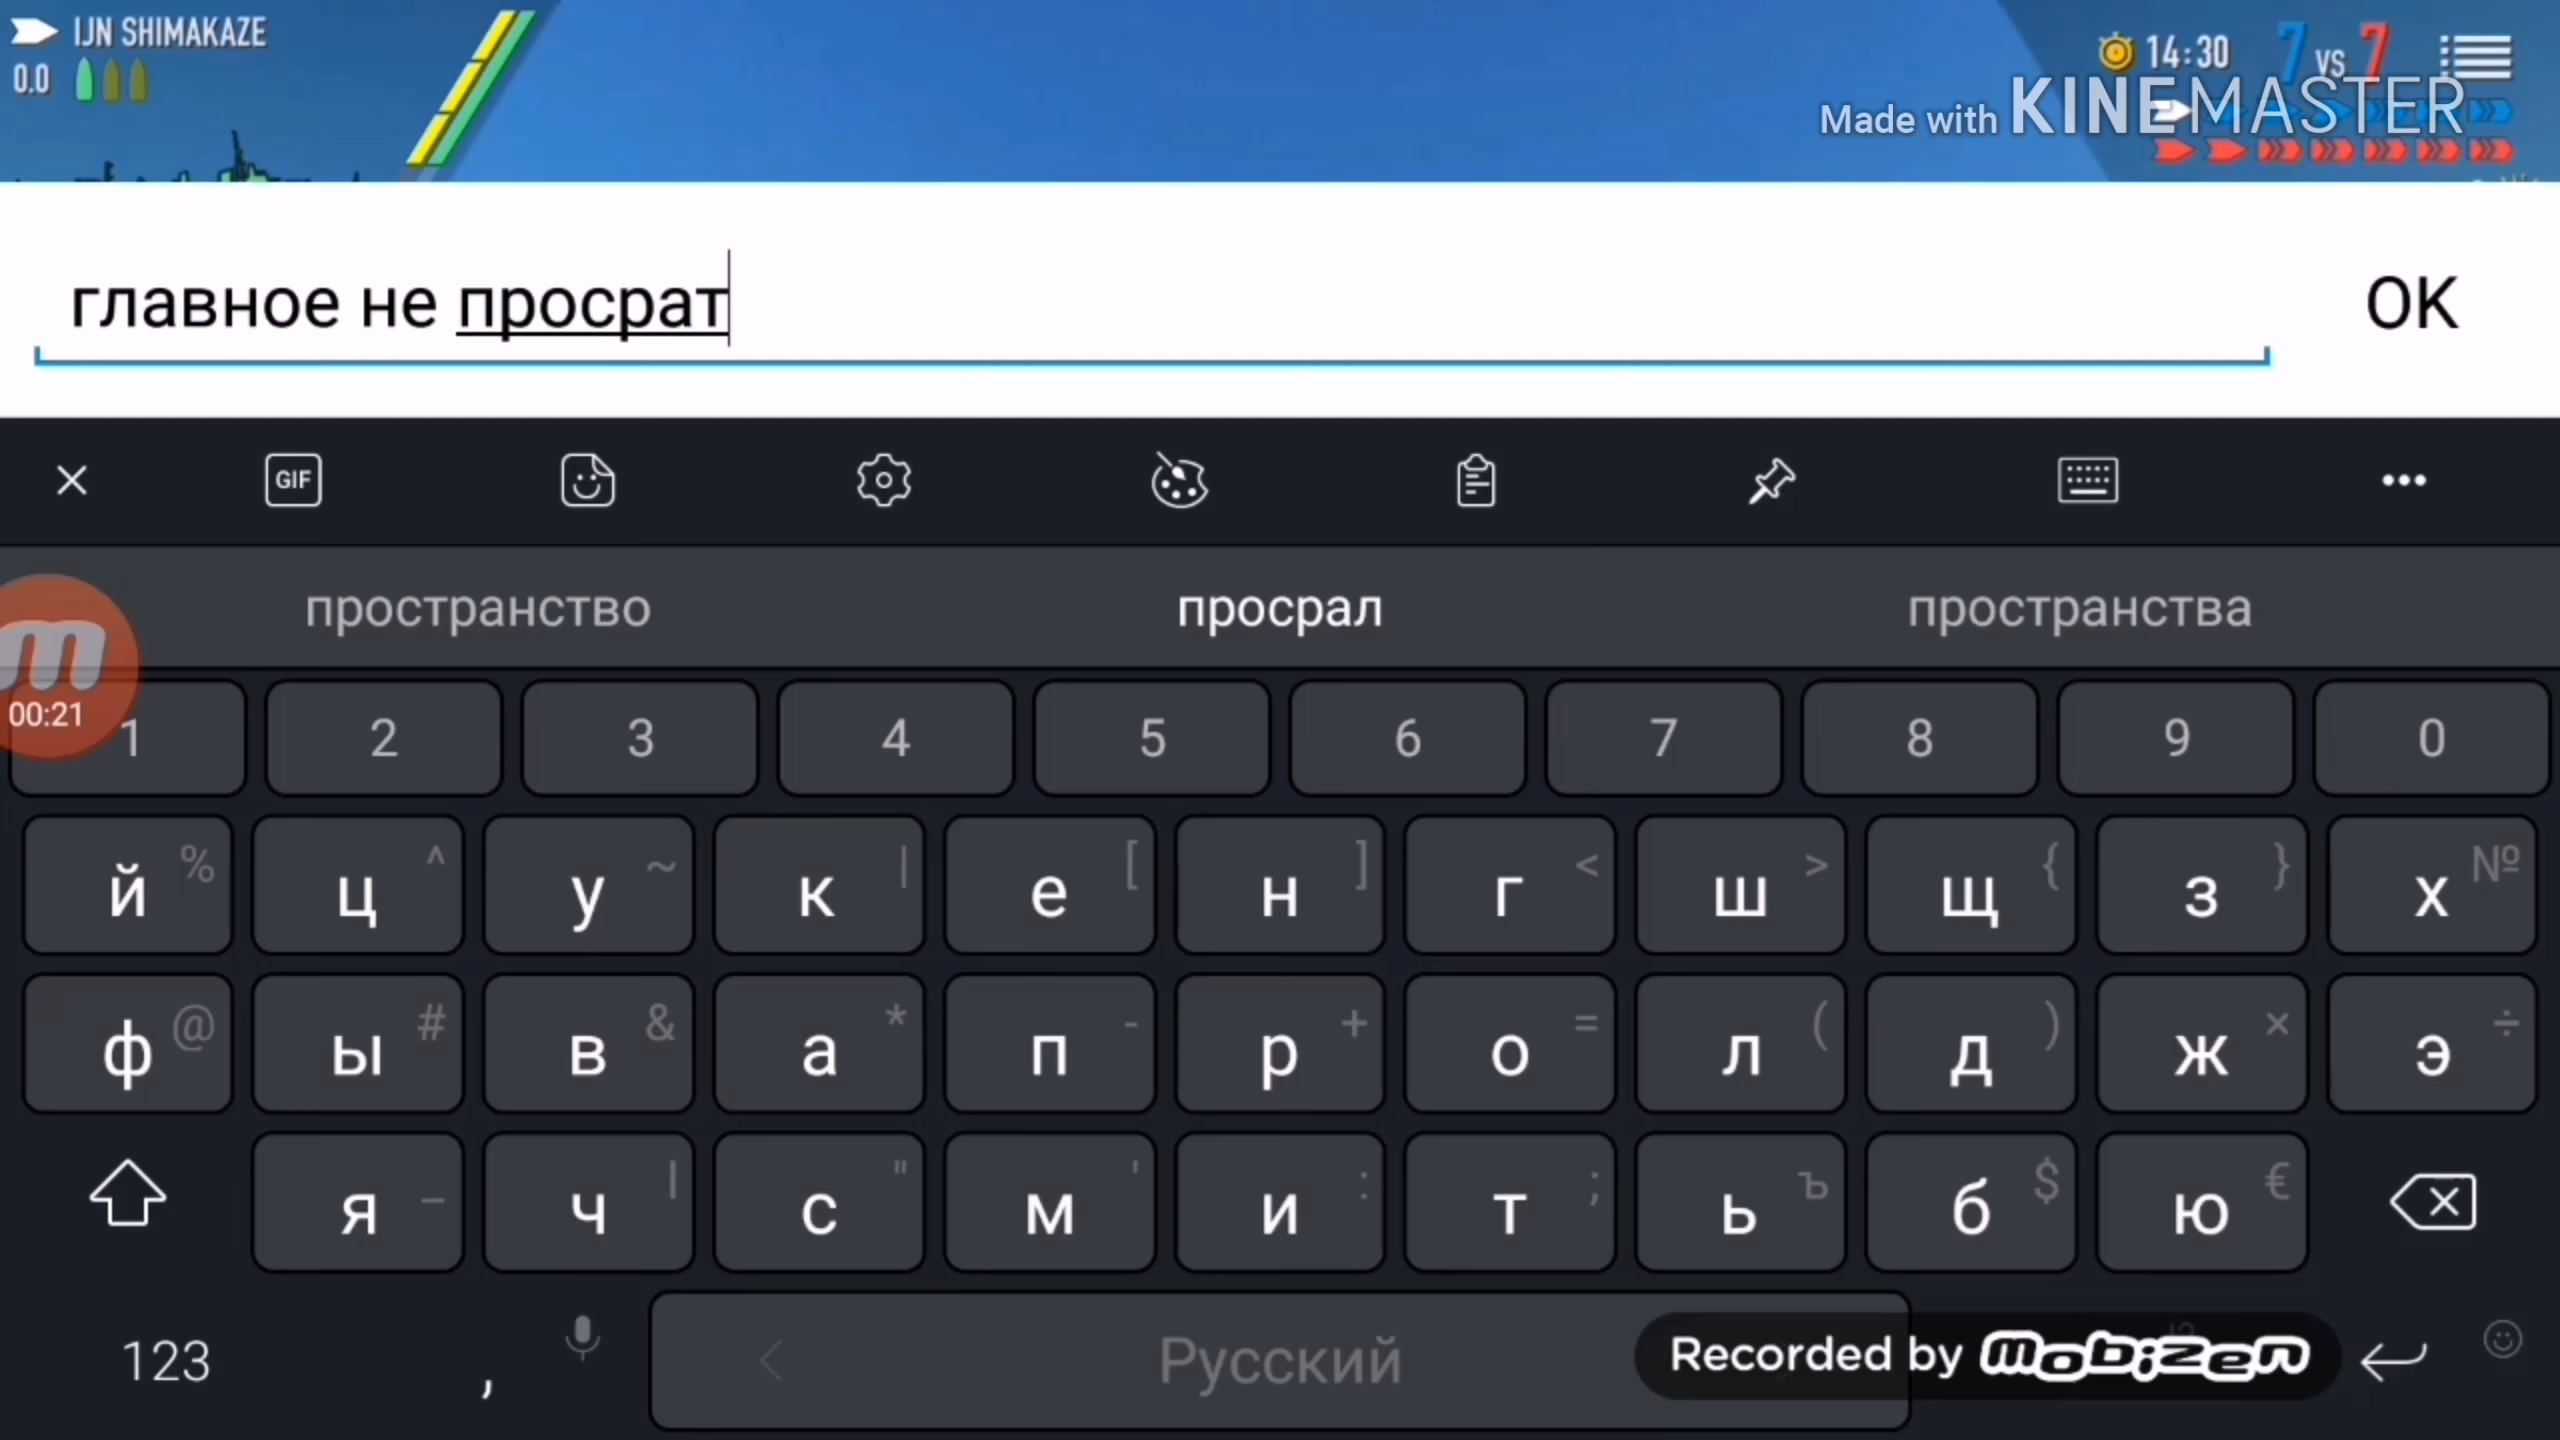 IJN SHIMAKAZE
0.0
14:30 7 vs 7
Made with KINEMASTER
главное не просрат OK
GIF
пространство просрал пространства
m
00:21
1 2 3 4 5 6 7 8 9 0
й % ц ^ у ~ к | е [ н ] г < ш > щ { з } х №
ф @ ы # в & а * п - р + о = л ( д ) ж × э ÷
я _ ч | с " м ' и : т ; ь ъ б $ ю €
123 , Русский
Recorded by mobizen